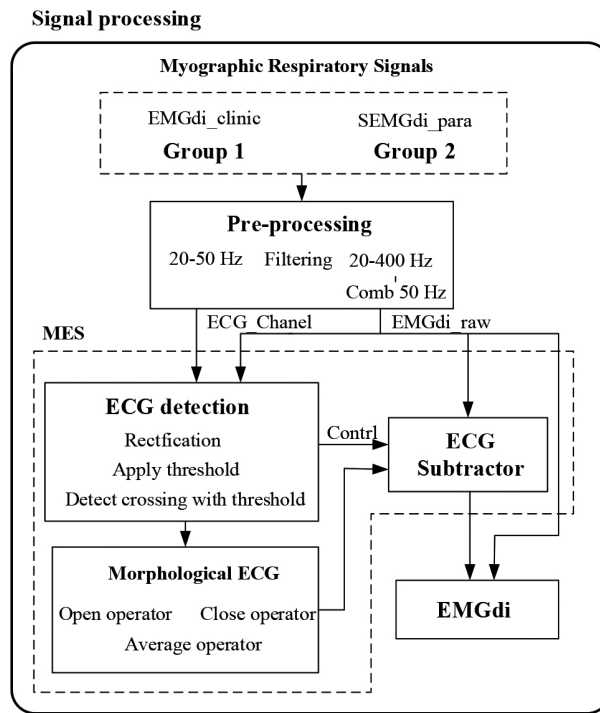 Signal processing
Myographic Respiratory Signals
EMGdi_clinic SEMGdi_para
Group 1 Group 2
Pre-processing
20-50 Hz Filtering 20-400 Hz
Comb 50 Hz
ECG_Chanel EMGdi_raw
MES
ECG detection
Rectfication
Apply threshold
Detect crossing with threshold
Contrl
ECG
Subtractor
Morphological ECG
Open operator Close operator
Average operator
EMGdi